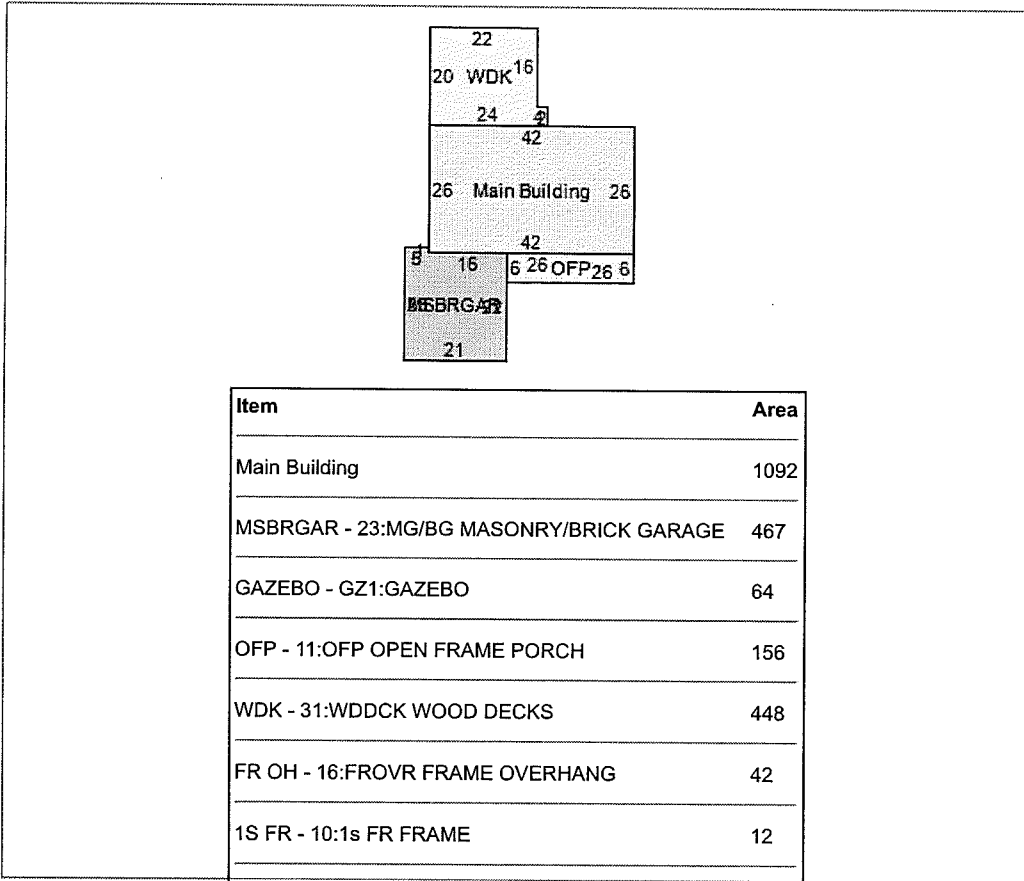 22
20 WDK 16
24
42
26 Main Building 26
42
5 16 6 26 OFP 26 6
21
Item Area
Main Building 1092
MSBRGAR - 23:MG/BG MASONRY/BRICK GARAGE 467
GAZEBO - GZ1:GAZEBO 64
OFP - 11:OFP OPEN FRAME PORCH 156
WDK - 31:WDDCK WOOD DECKS 448
FR OH - 16:FROVR FRAME OVERHANG 42
1S FR - 10:1s FR FRAME 12